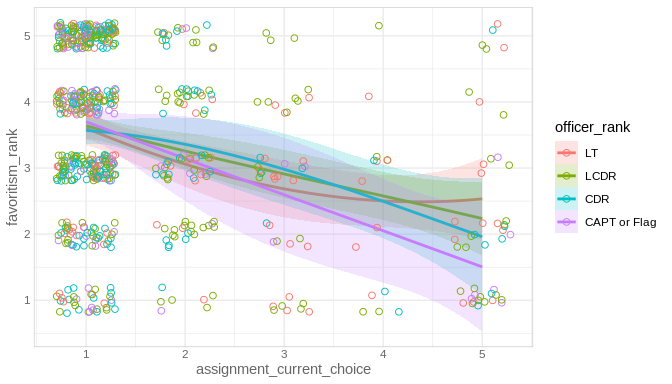 5
4
3
2
1
favoritism_rank
1 2 3 4 5
assignment_current_choice
officer_rank
LT
LCDR
CDR
CAPT or Flag